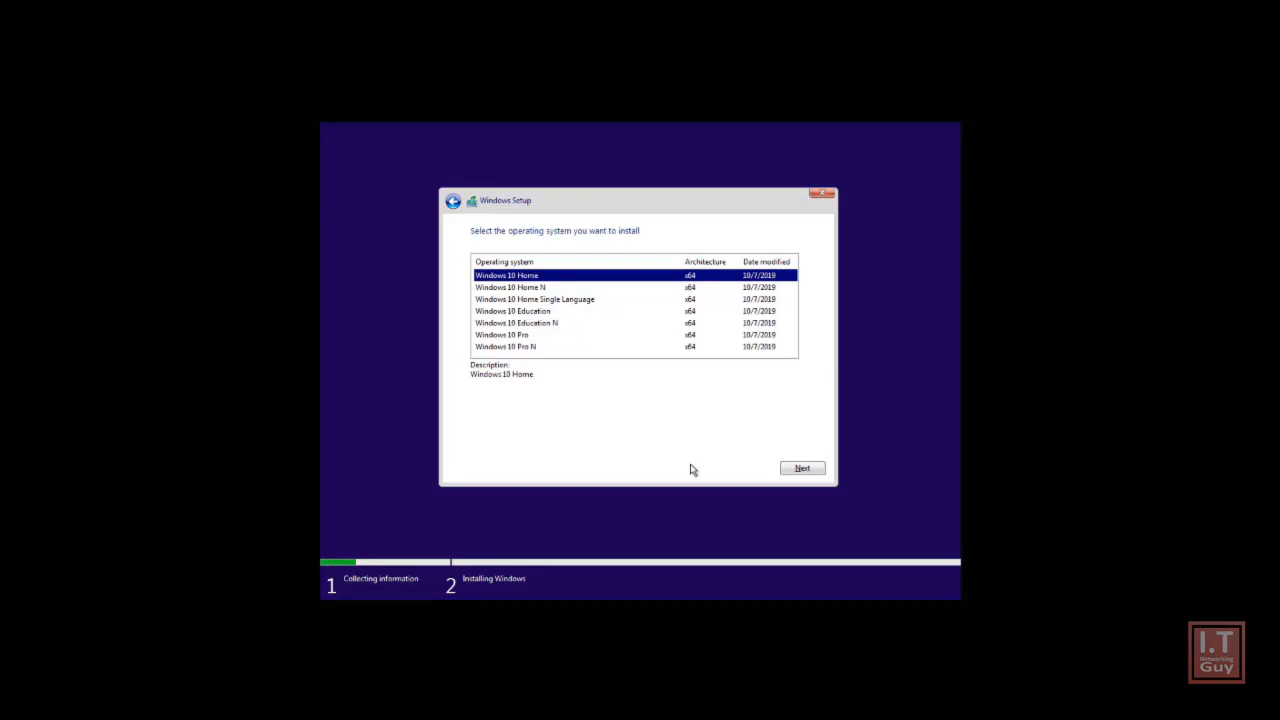 Windows Setup
Select the operating system you want to install
Operating system Architecture Date modified
Windows 10 Home x64 10/7/2019
Windows 10 Home N x64 10/7/2019
Windows 10 Home Single Language x64 10/7/2019
Windows 10 Education x64 10/7/2019
Windows 10 Education N x64 10/7/2019
Windows 10 Pro x64 10/7/2019
Windows 10 Pro N x64 10/7/2019
Description:
Windows 10 Home
Next
1 Collecting information 2 Installing Windows
I.T
Networking
Guy